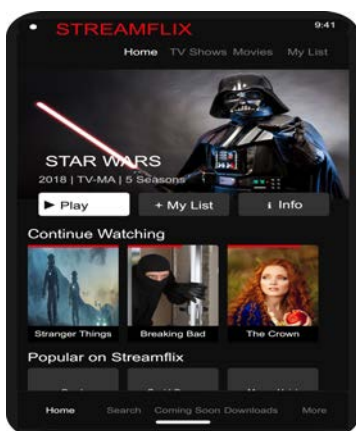 STREAMFLIX 9:41
Home TV Shows Movies My List
STAR WARS
2018 | TV-MA | 5 Seasons
Play + My List i Info
Continue Watching
Stranger Things Breaking Bad The Crown
Popular on Streamflix
Home Search Coming Soon Downloads More